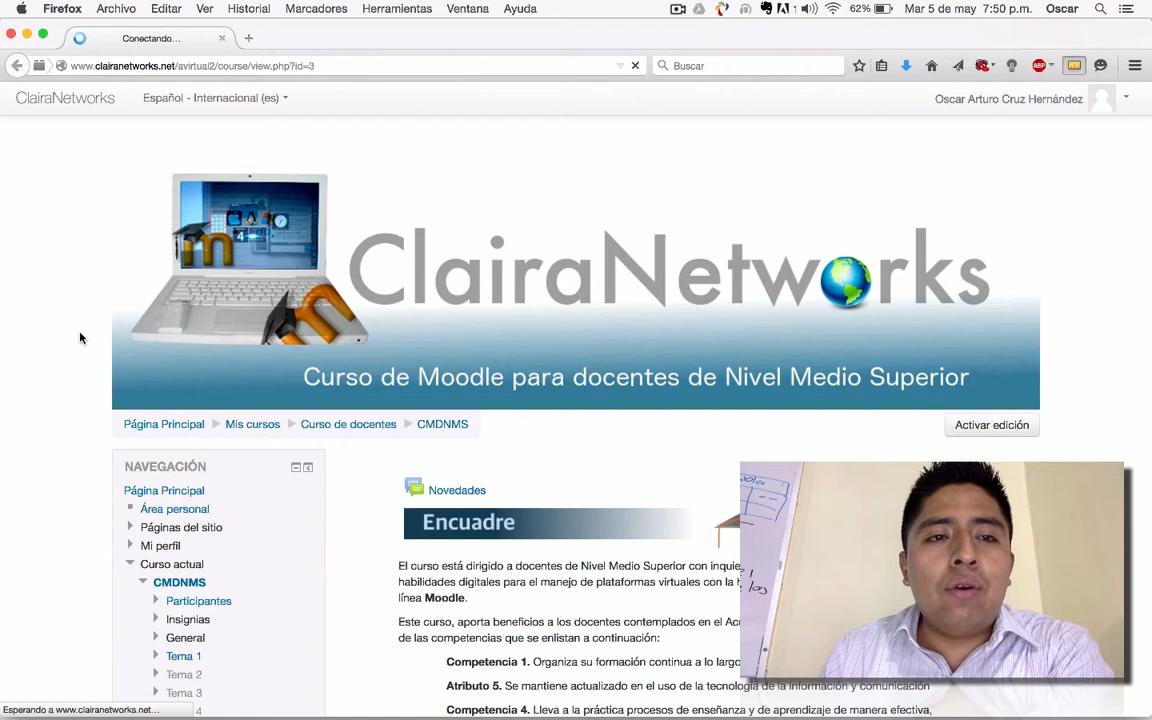 Firefox Archivo Editar Ver Historial Marcadores Herramientas Ventana Ayuda 62% Mar 5 de may 7:50 p.m. Oscar
Conectando...
www.clairanetworks.net/avirtual2/course/view.php?id=3 Buscar ABP
ClairaNetworks Español - Internacional (es) Oscar Arturo Cruz Hernández
ClairaNetworks
Curso de Moodle para docentes de Nivel Medio Superior
Página Principal Mis cursos Curso de docentes CMDNMS Activar edición
NAVEGACIÓN
Página Principal
Área personal
Páginas del sitio
Mi perfil
Curso actual
CMDNMS
Participantes
Insignias
General
Tema 1
Tema 2
Tema 3
4
Novedades
Encuadre
El curso está dirigido a docentes de Nivel Medio Superior con
habilidades digitales para el manejo de plataformas virtuales con la
línea Moodle.
Este curso, aporta beneficios a los docentes contemplados en el
de las competencias que se enlistan a continuación:
Competencia 1. Organiza su formación continua a lo largo
Atributo 5. Se mantiene actualizado en el uso de la tecnología de la información y comunicación
Competencia 4. Lleva a la práctica procesos de enseñanza y de aprendizaje de manera efectiva,
Esperando a www.clairanetworks.net...